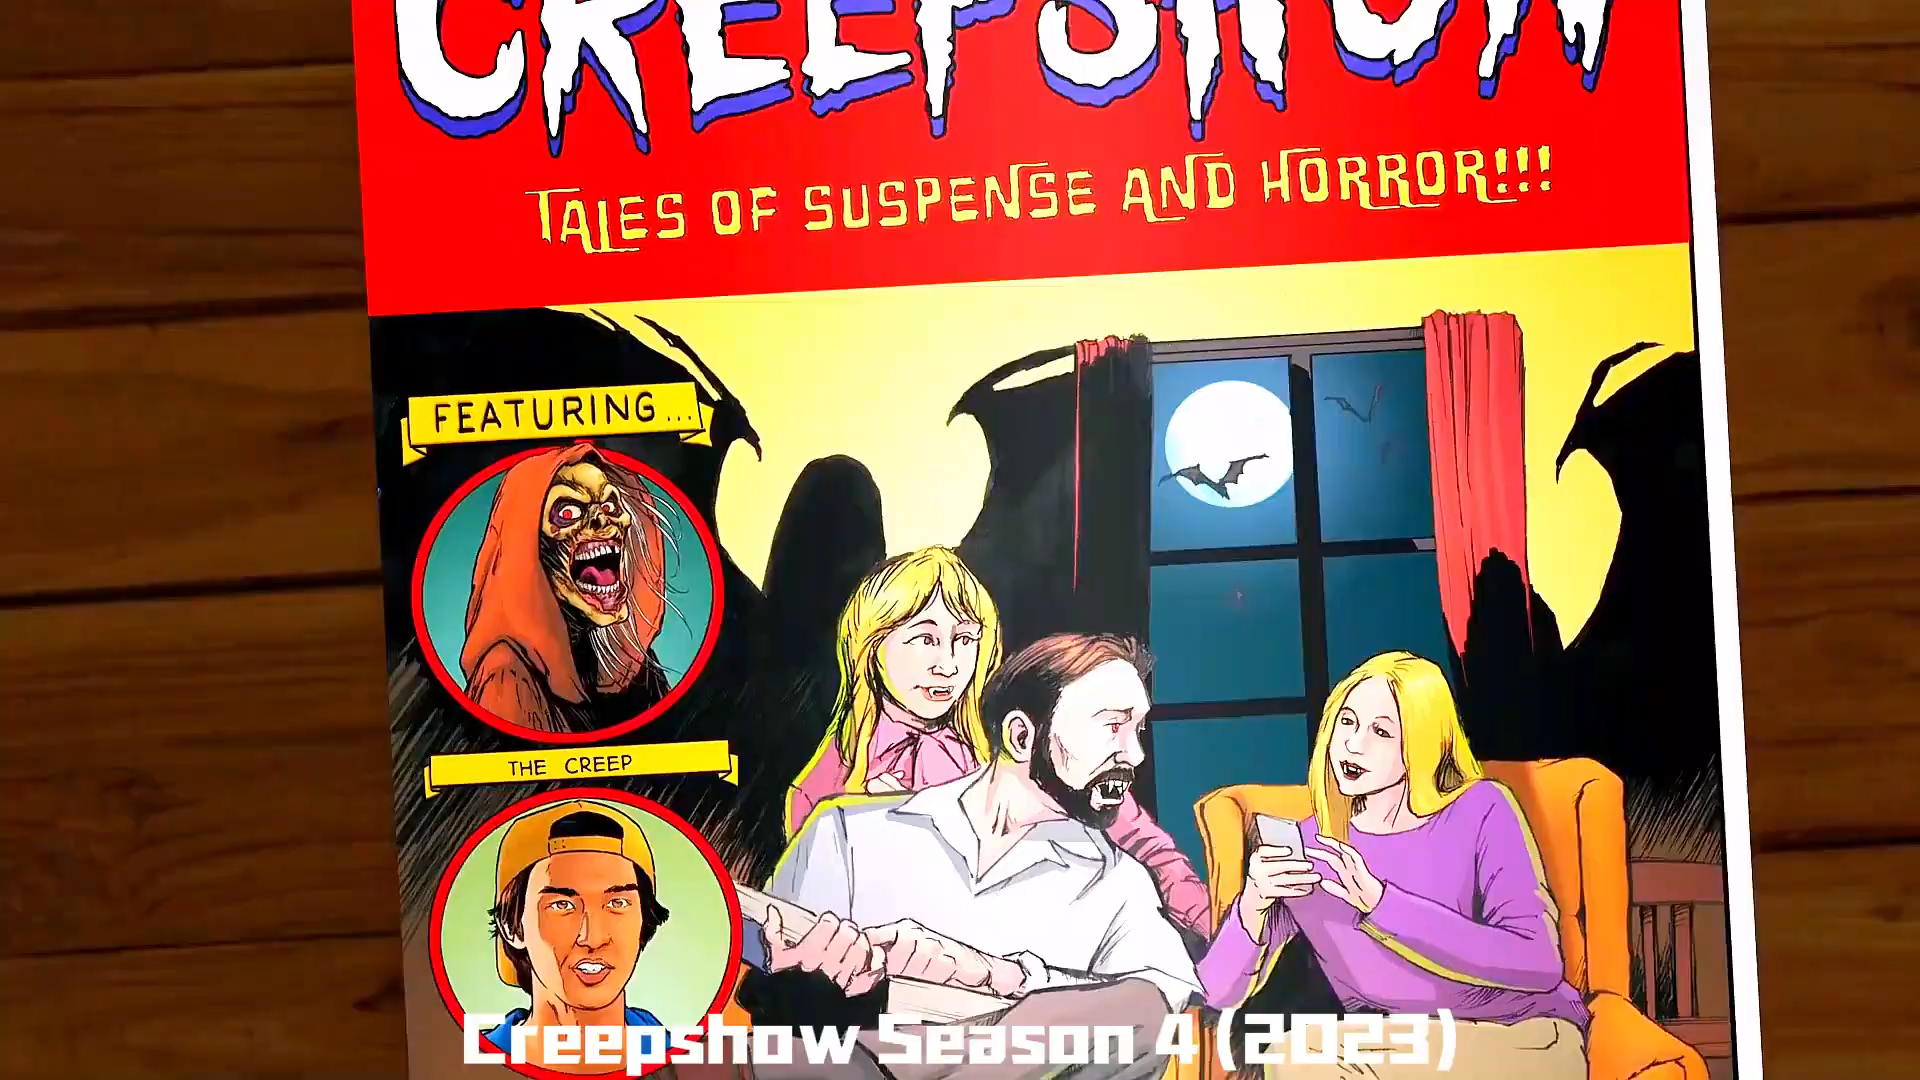 CREEPSHOW
TALES OF SUSPENSE AND HORROR!!!
FEATURING...
THE CREEP
Creepshow Season 4 (2023)